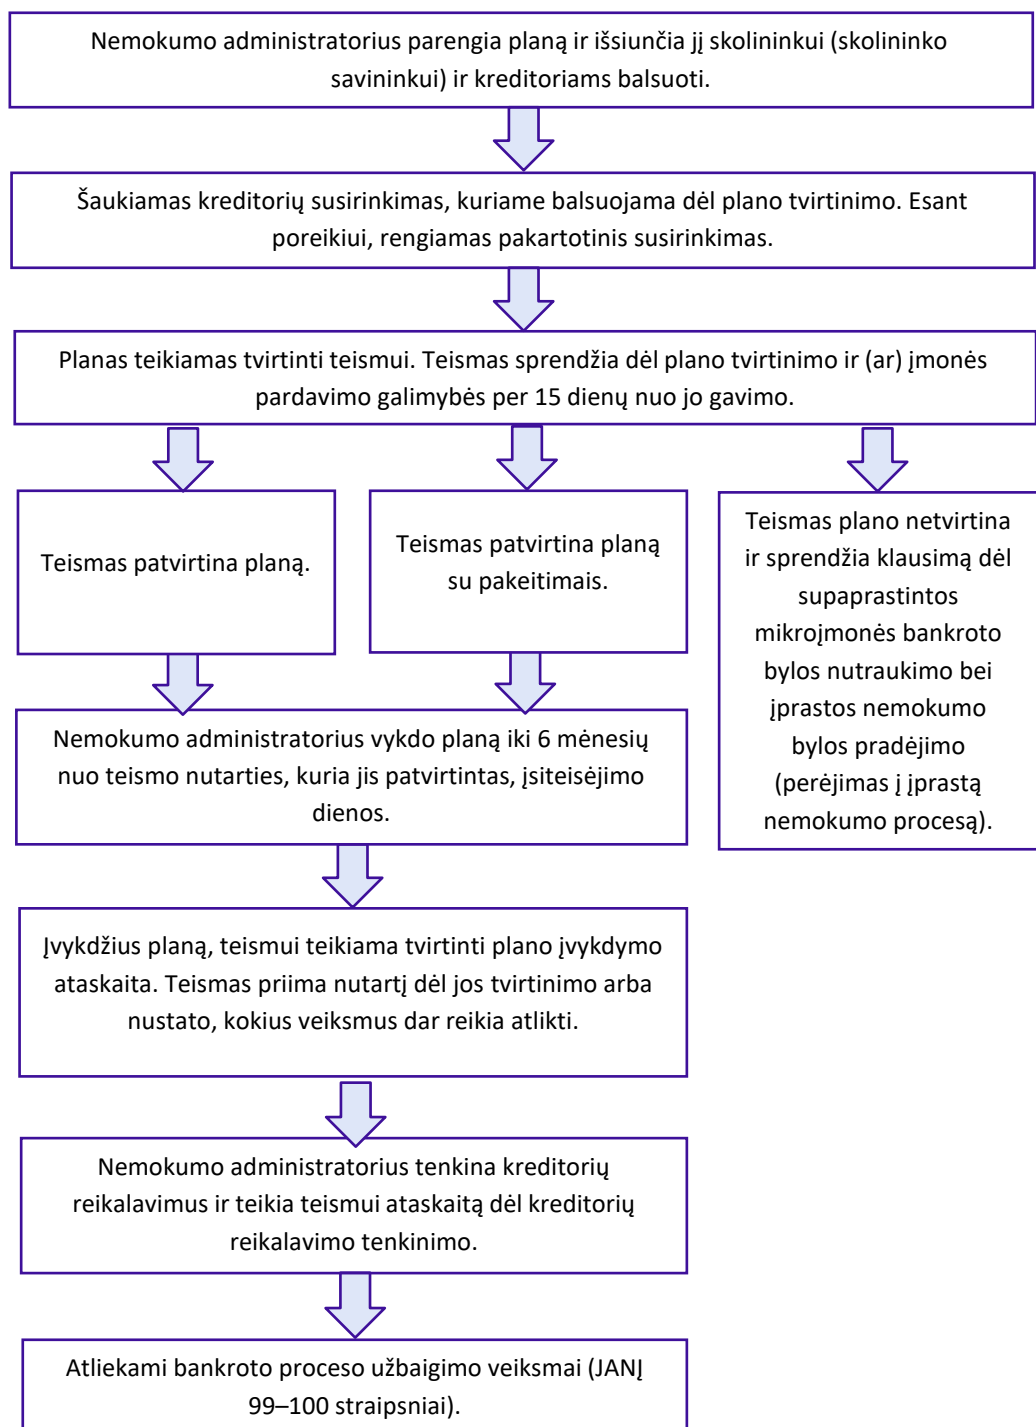 Nemokumo administratorius parengia planą ir išsiunčia jį skolininkui (skolininko
savininkui) ir kreditoriams balsuoti.
Šaukiamas kreditorių susirinkimas, kuriame balsuojama dėl plano tvirtinimo. Esant
poreikiui, rengiamas pakartotinis susirinkimas.
Planas teikiamas tvirtinti teismui. Teismas sprendžia dėl plano tvirtinimo ir (ar) įmonės
pardavimo galimybės per 15 dienų nuo jo gavimo.
Teismas patvirtina planą.
Teismas patvirtina planą
su pakeitimais.
Teismas plano netvirtina
ir sprendžia klausimą dėl
supaprastintos
mikroįmonės bankroto
bylos nutraukimo bei
įprastos nemokumo
bylos pradėjimo
(perėjimas į įprastą
nemokumo procesą).
Nemokumo administratorius vykdo planą iki 6 mėnesių
nuo teismo nutarties, kuria jis patvirtintas, įsiteisėjimo
dienos.
Įvykdžius planą, teismui teikiama tvirtinti plano įvykdymo
ataskaita. Teismas priima nutartį dėl jos tvirtinimo arba
nustato, kokius veiksmus dar reikia atlikti.
Nemokumo administratorius tenkina kreditorių
reikalavimus ir teikia teismui ataskaitą dėl kreditorių
reikalavimo tenkinimo.
Atliekami bankroto proceso užbaigimo veiksmai (JANĮ
99–100 straipsniai).